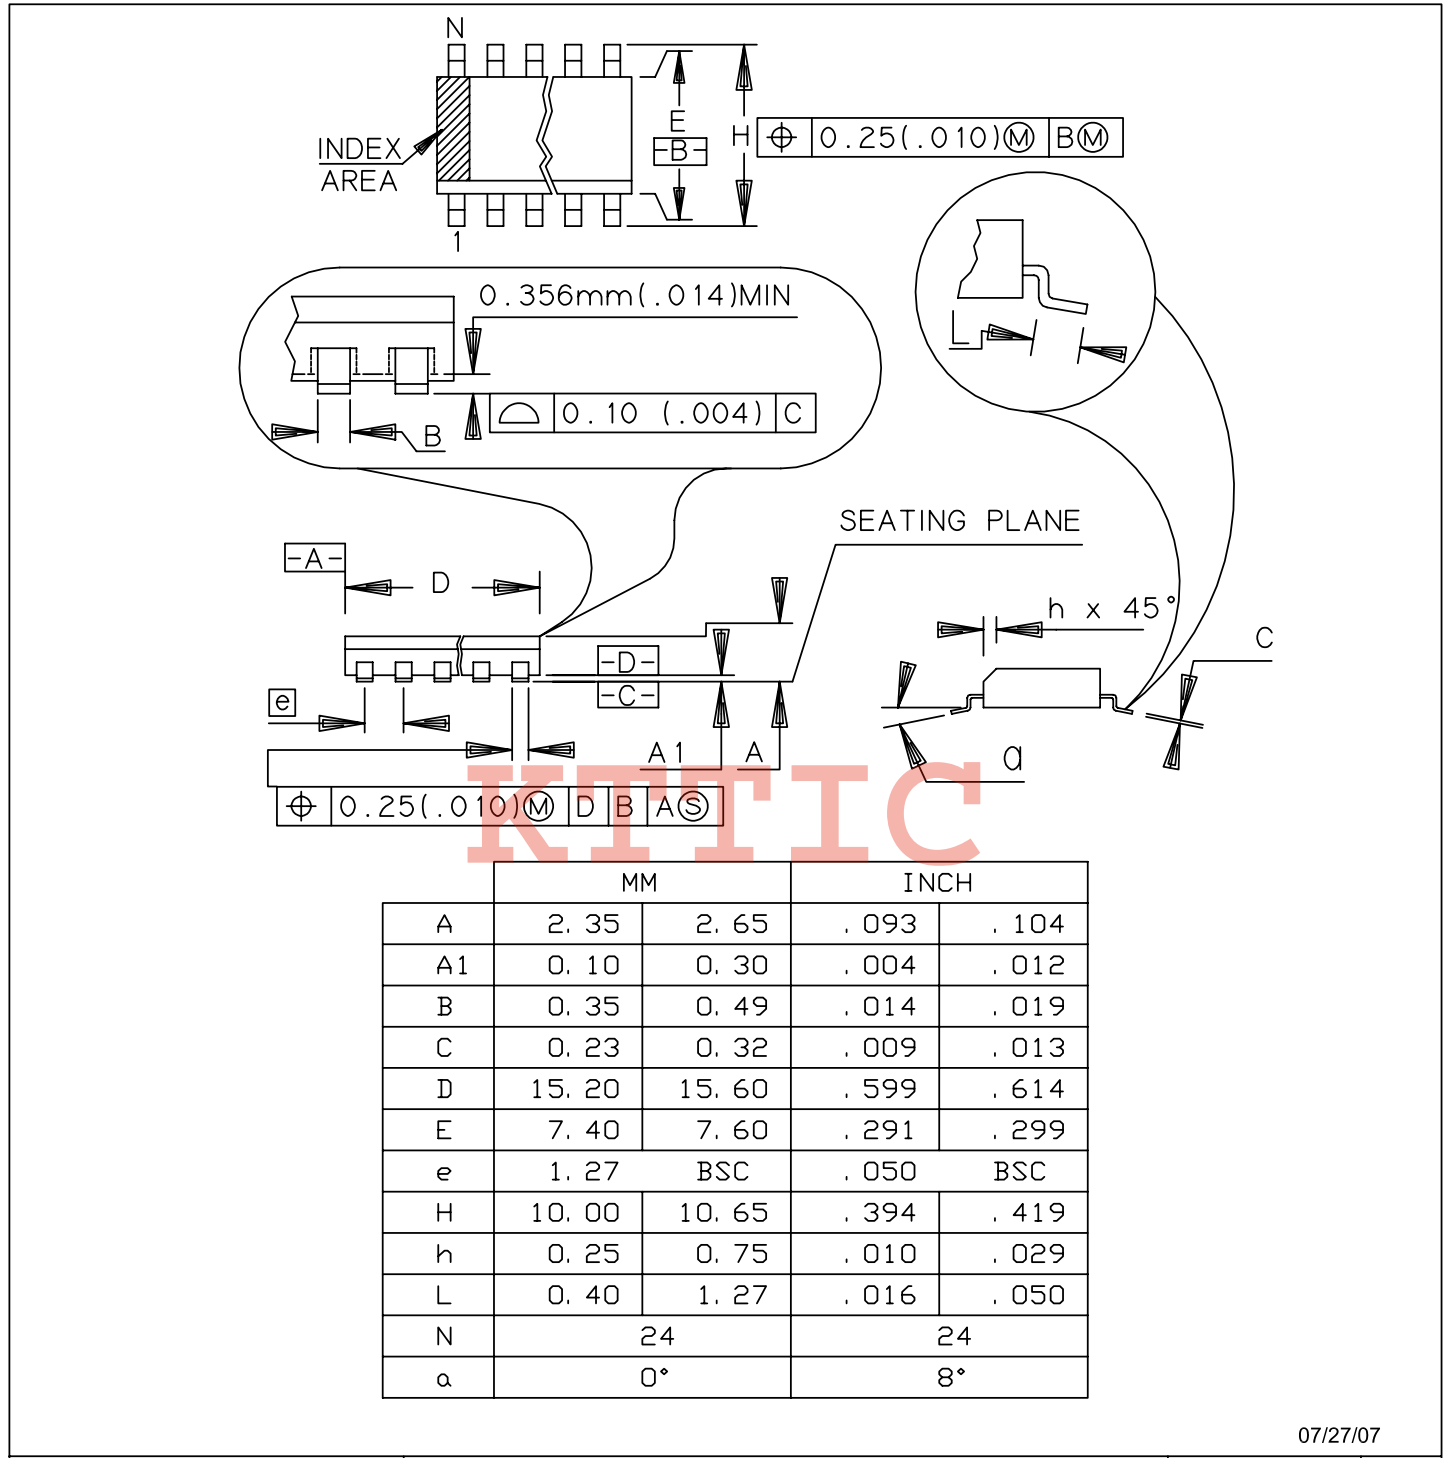 N
E
-B-
H
0.25(.010)Ⓜ BⓂ
INDEX
AREA
1
0.356mm(.014)MIN
L
0.10 (.004) C
B
SEATING PLANE
-A-
D
h x 45°
C
-D-
-C-
e
A1
A
a
0.25(.010)Ⓜ D B AⓈ
KTTIC
MM INCH
A 2.35 2.65 .093 .104
A1 0.10 0.30 .004 .012
B 0.35 0.49 .014 .019
C 0.23 0.32 .009 .013
D 15.20 15.60 .599 .614
E 7.40 7.60 .291 .299
e 1.27 BSC .050 BSC
H 10.00 10.65 .394 .419
h 0.25 0.75 .010 .029
L 0.40 1.27 .016 .050
N 24 24
a 0° 8°
07/27/07